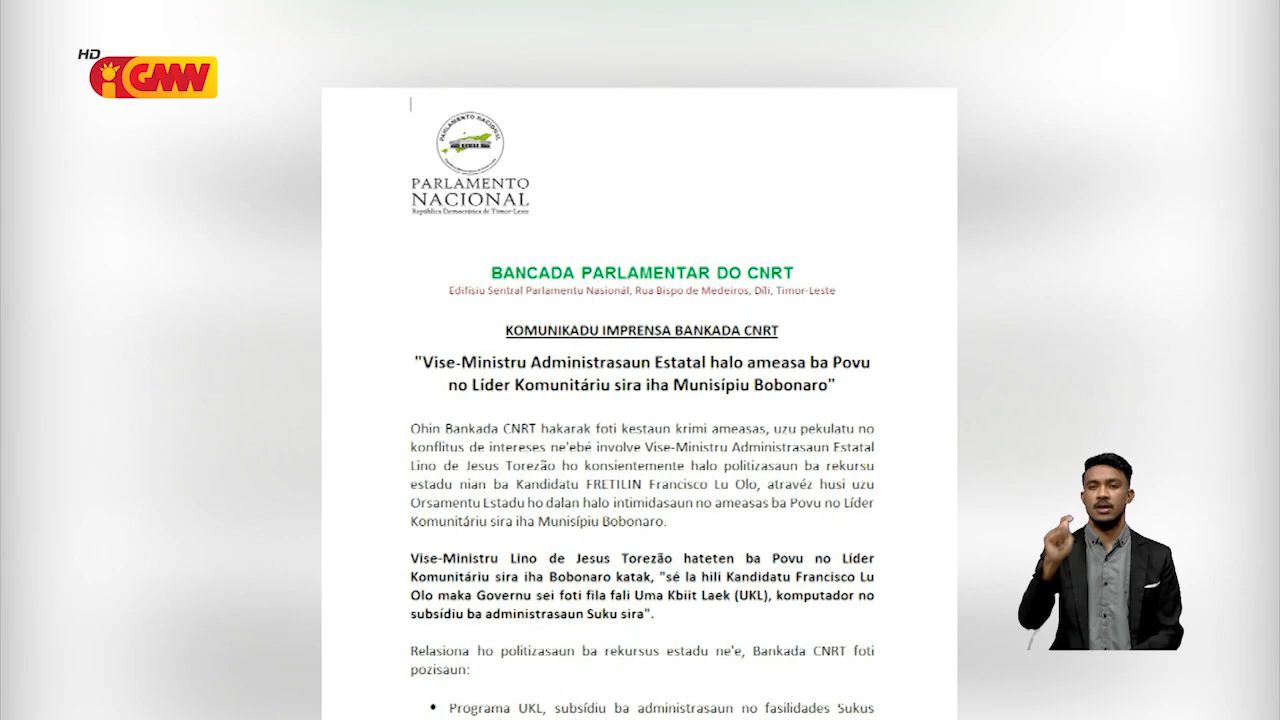 HD
GMN
PARLAMENTO NACIONAL
PARLAMENTO
NACIONAL
República Democrática de Timor-Leste
BANCADA PARLAMENTAR DO CNRT
Edifísiu Sentral Parlamentu Nasionál, Rua Bispo de Medeiros, Díli, Timor-Leste
KOMUNIKADU IMPRENSA BANKADA CNRT
"Vise-Ministru Administrasaun Estatal halo ameasa ba Povu
no Líder Komunitáriu sira iha Munisípiu Bobonaro"
Ohin Bankada CNRT hakarak foti kestaun krimi ameasas, uzu pekulatu no
konflitus de intereses ne'ebé involve Vise-Ministru Administrasaun Estatal
Lino de Jesus Torezão ho konsientemente halo politizasaun ba rekursu
estadu nian ba Kandidatu FRETILIN Francisco Lu Olo, atravéz husi uzu
Orsamentu Estadu ho dalan halo intimidasaun no ameasas ba Povu no Líder
Komunitáriu sira iha Munisípiu Bobonaro.
Vise-Ministru Lino de Jesus Torezão hateten ba Povu no Líder
Komunitáriu sira iha Bobonaro katak, "sé la hili Kandidatu Francisco Lu
Olo maka Governu sei foti fila fali Uma Kbiit Laek (UKL), komputador no
subsídiu ba administrasaun Suku sira".
Relasiona ho politizasaun ba rekursus estadu ne'e, Bankada CNRT foti
pozisaun:
• Programa UKL, subsídiu ba administrasaun no fasilidades Sukus